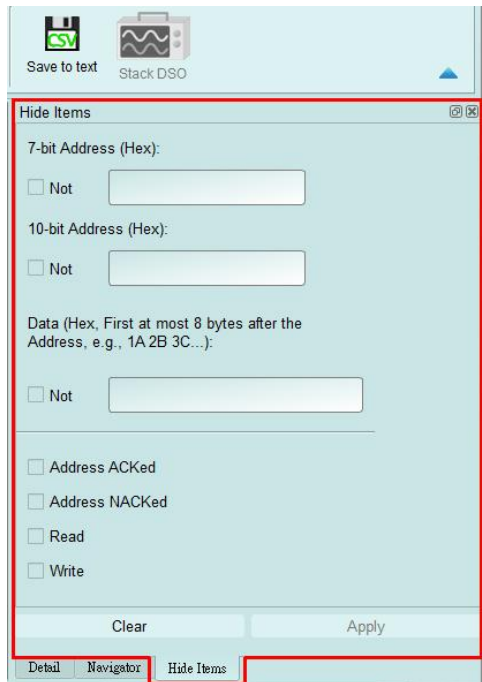 CSV
Save to text
Stack DSO
Hide Items
7-bit Address (Hex):
Not
10-bit Address (Hex):
Not
Data (Hex, First at most 8 bytes after the
Address, e.g., 1A 2B 3C...):
Not
Address ACKed
Address NACKed
Read
Write
Clear Apply
Detail Navigator Hide Items